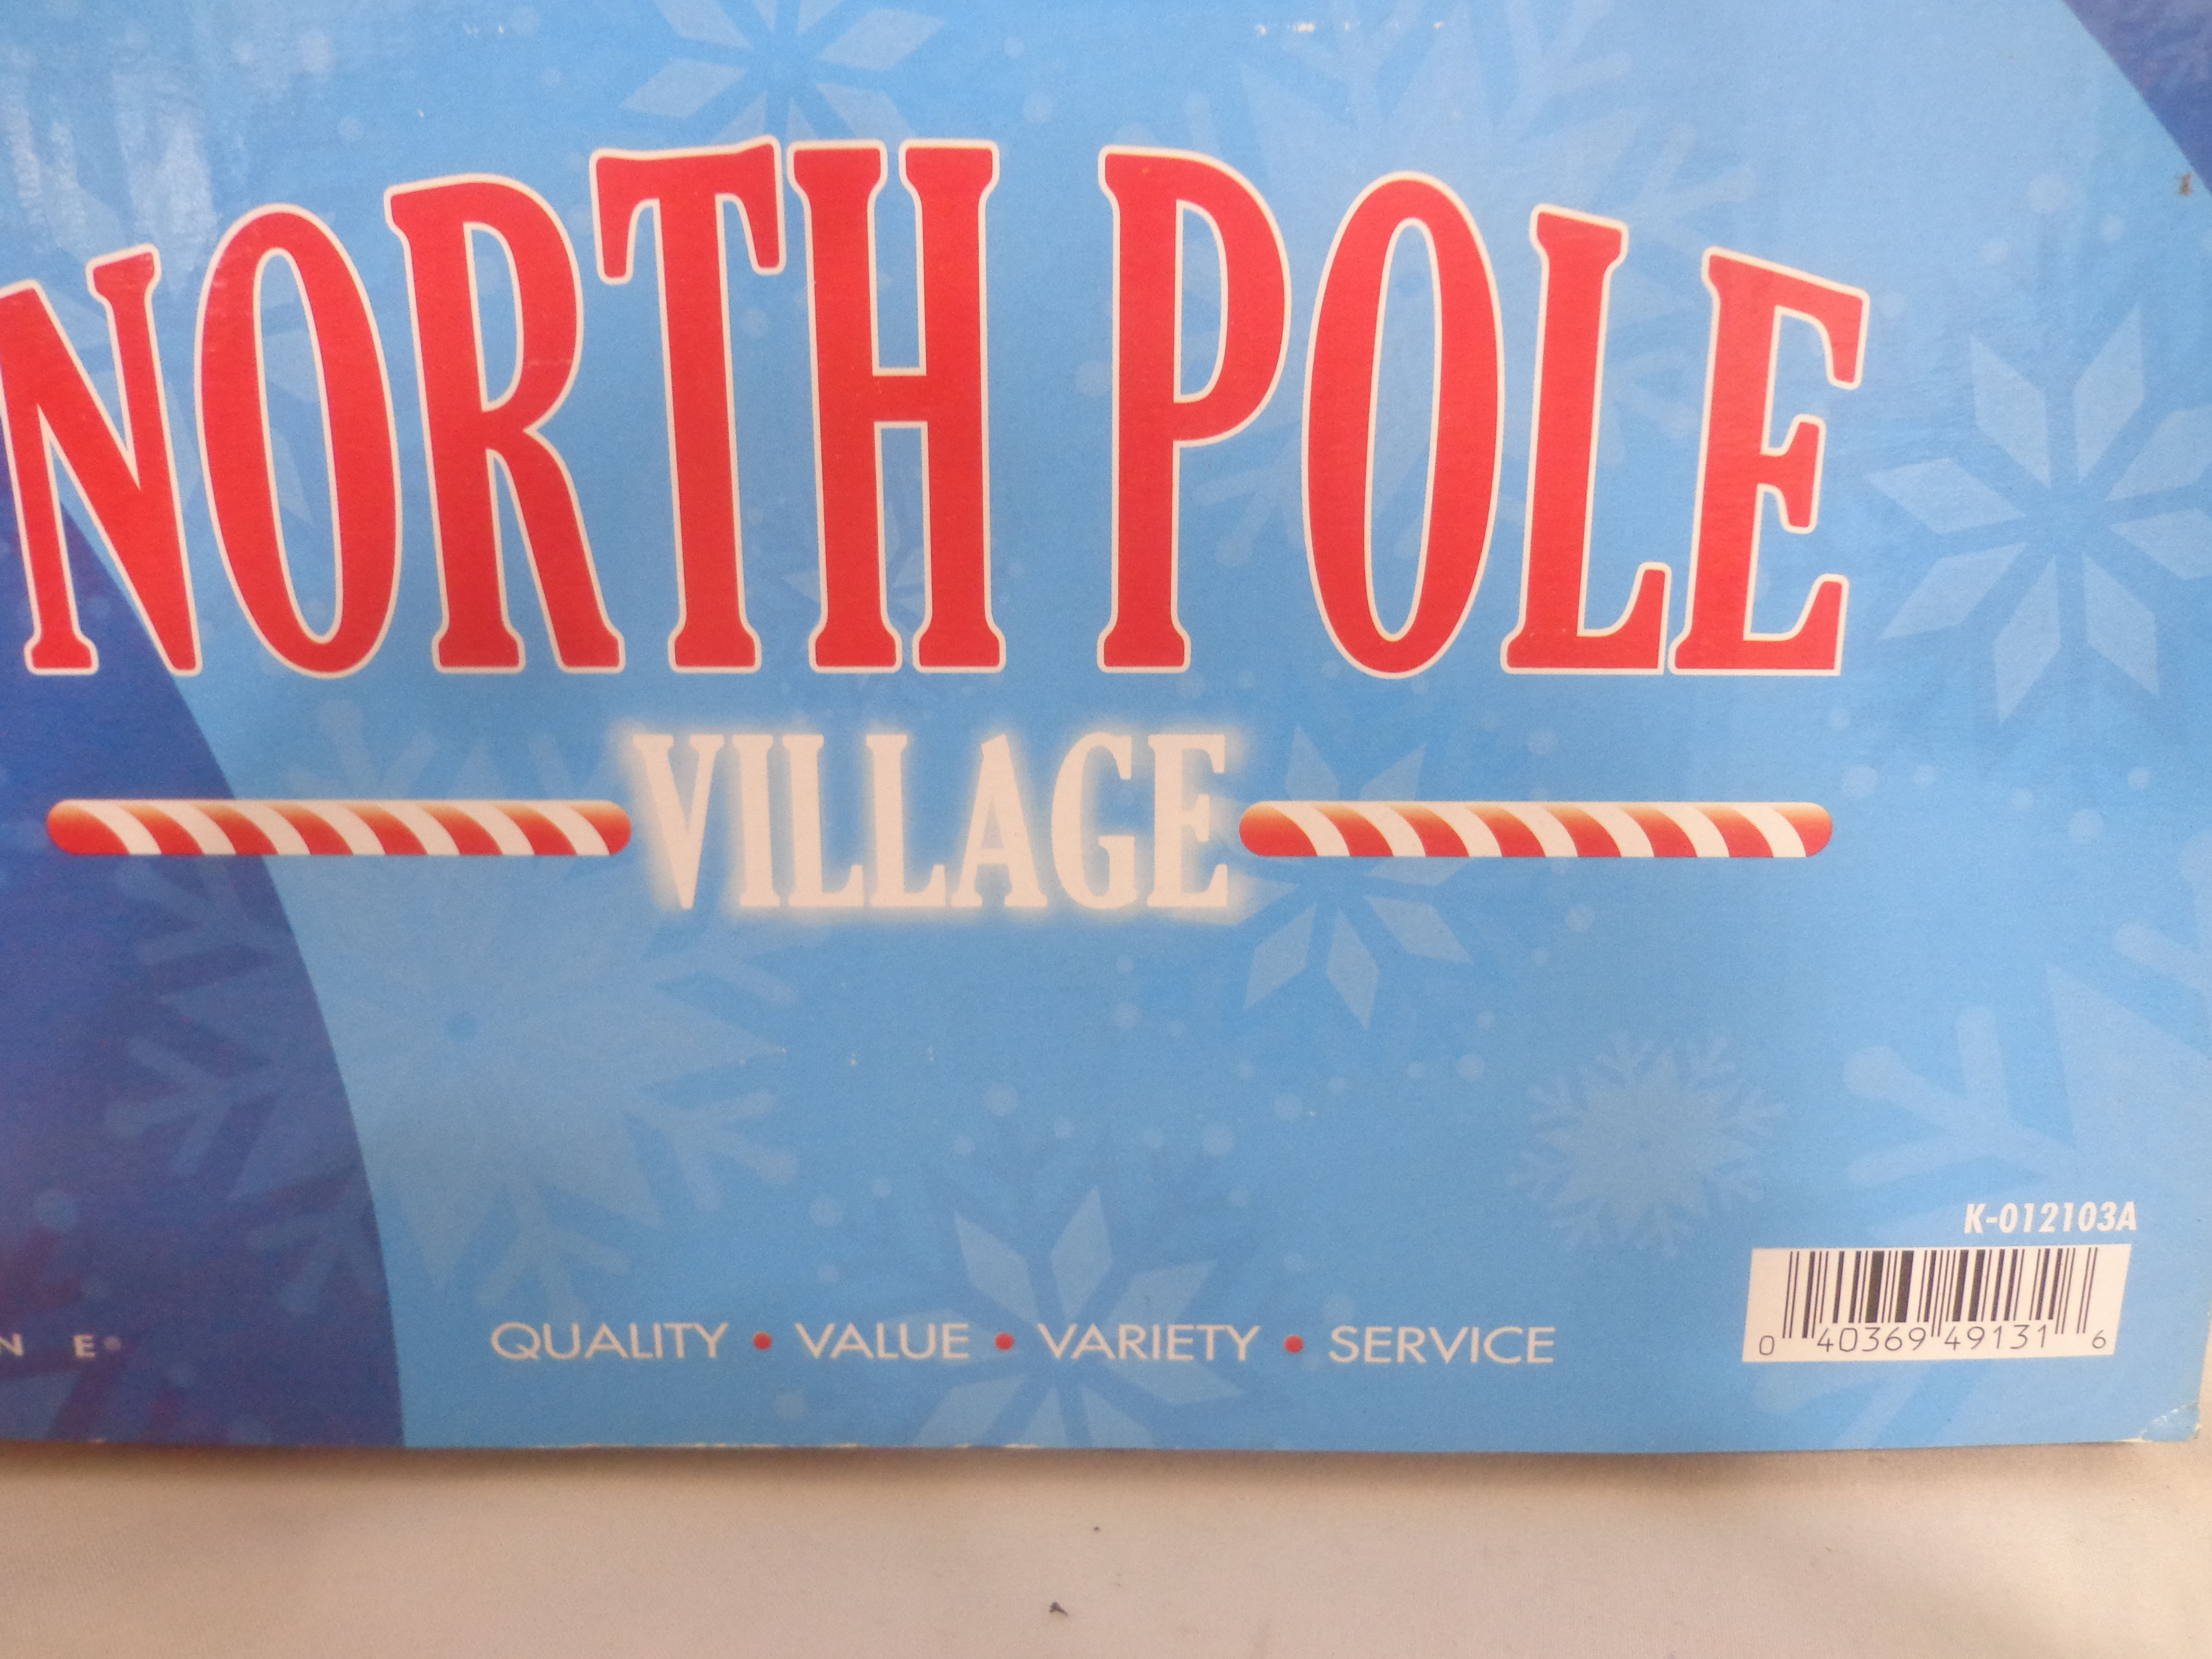 NORTH POLE
VILLAGE
K-012103A
0 40369 49131 6
N E®
QUALITY • VALUE • VARIETY • SERVICE